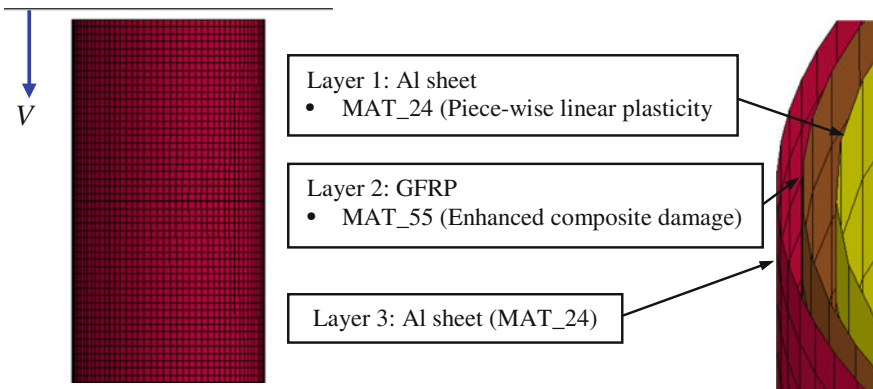 V
Layer 1: Al sheet
• MAT_24 (Piece-wise linear plasticity
Layer 2: GFRP
• MAT_55 (Enhanced composite damage)
Layer 3: Al sheet (MAT_24)